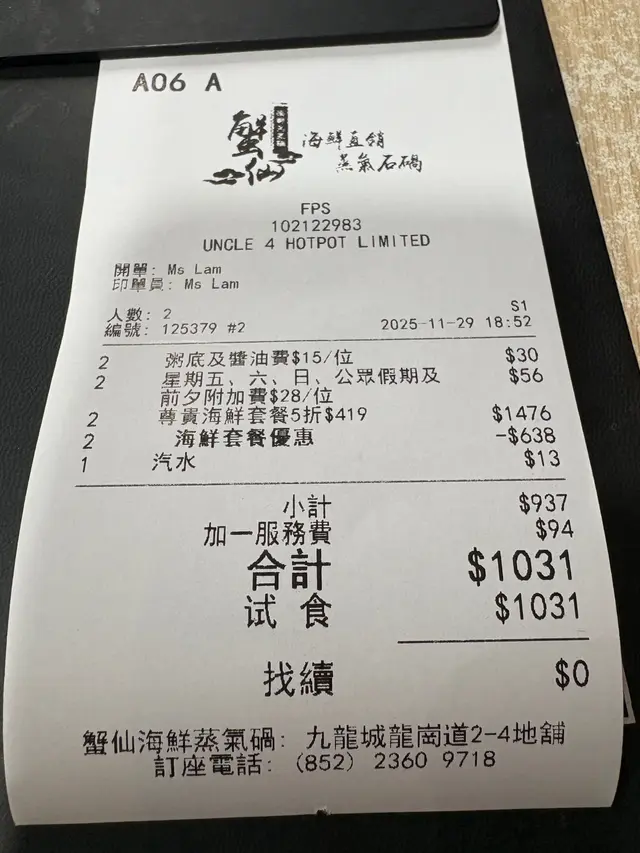 A06 A
蟹仙
海鮮直銷
蒸氣石鍋
FPS
102122983
UNCLE 4 HOTPOT LIMITED
開單: Ms Lam
印單員: Ms Lam
人數: 2 S1
編號: 125379 #2 2025-11-29 18:52
2 粥底及醬油費$15/位 $30
2 星期五、六、日、公眾假期及 $56
前夕附加費$28/位
2 尊貴海鮮套餐5折$419 $1476
2 海鮮套餐優惠 -$638
1 汽水 $13
小計 $937
加一服務費 $94
合計 $1031
试食 $1031
找續 $0
蟹仙海鮮蒸氣鍋: 九龍城龍崗道2-4地舖
訂座電話: (852) 2360 9718